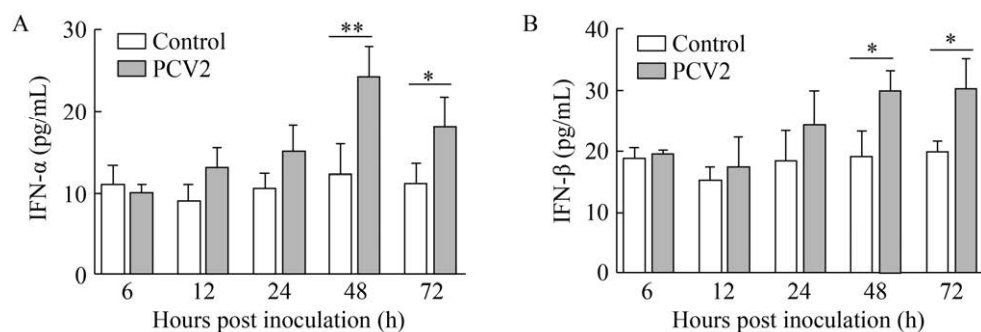 A
IFN-α (pg/mL)
30
20
10
0
Control
PCV2
**
*
6 12 24 48 72
Hours post inoculation (h)
B
IFN-β (pg/mL)
40
30
20
10
0
Control
PCV2
*
*
6 12 24 48 72
Hours post inoculation (h)